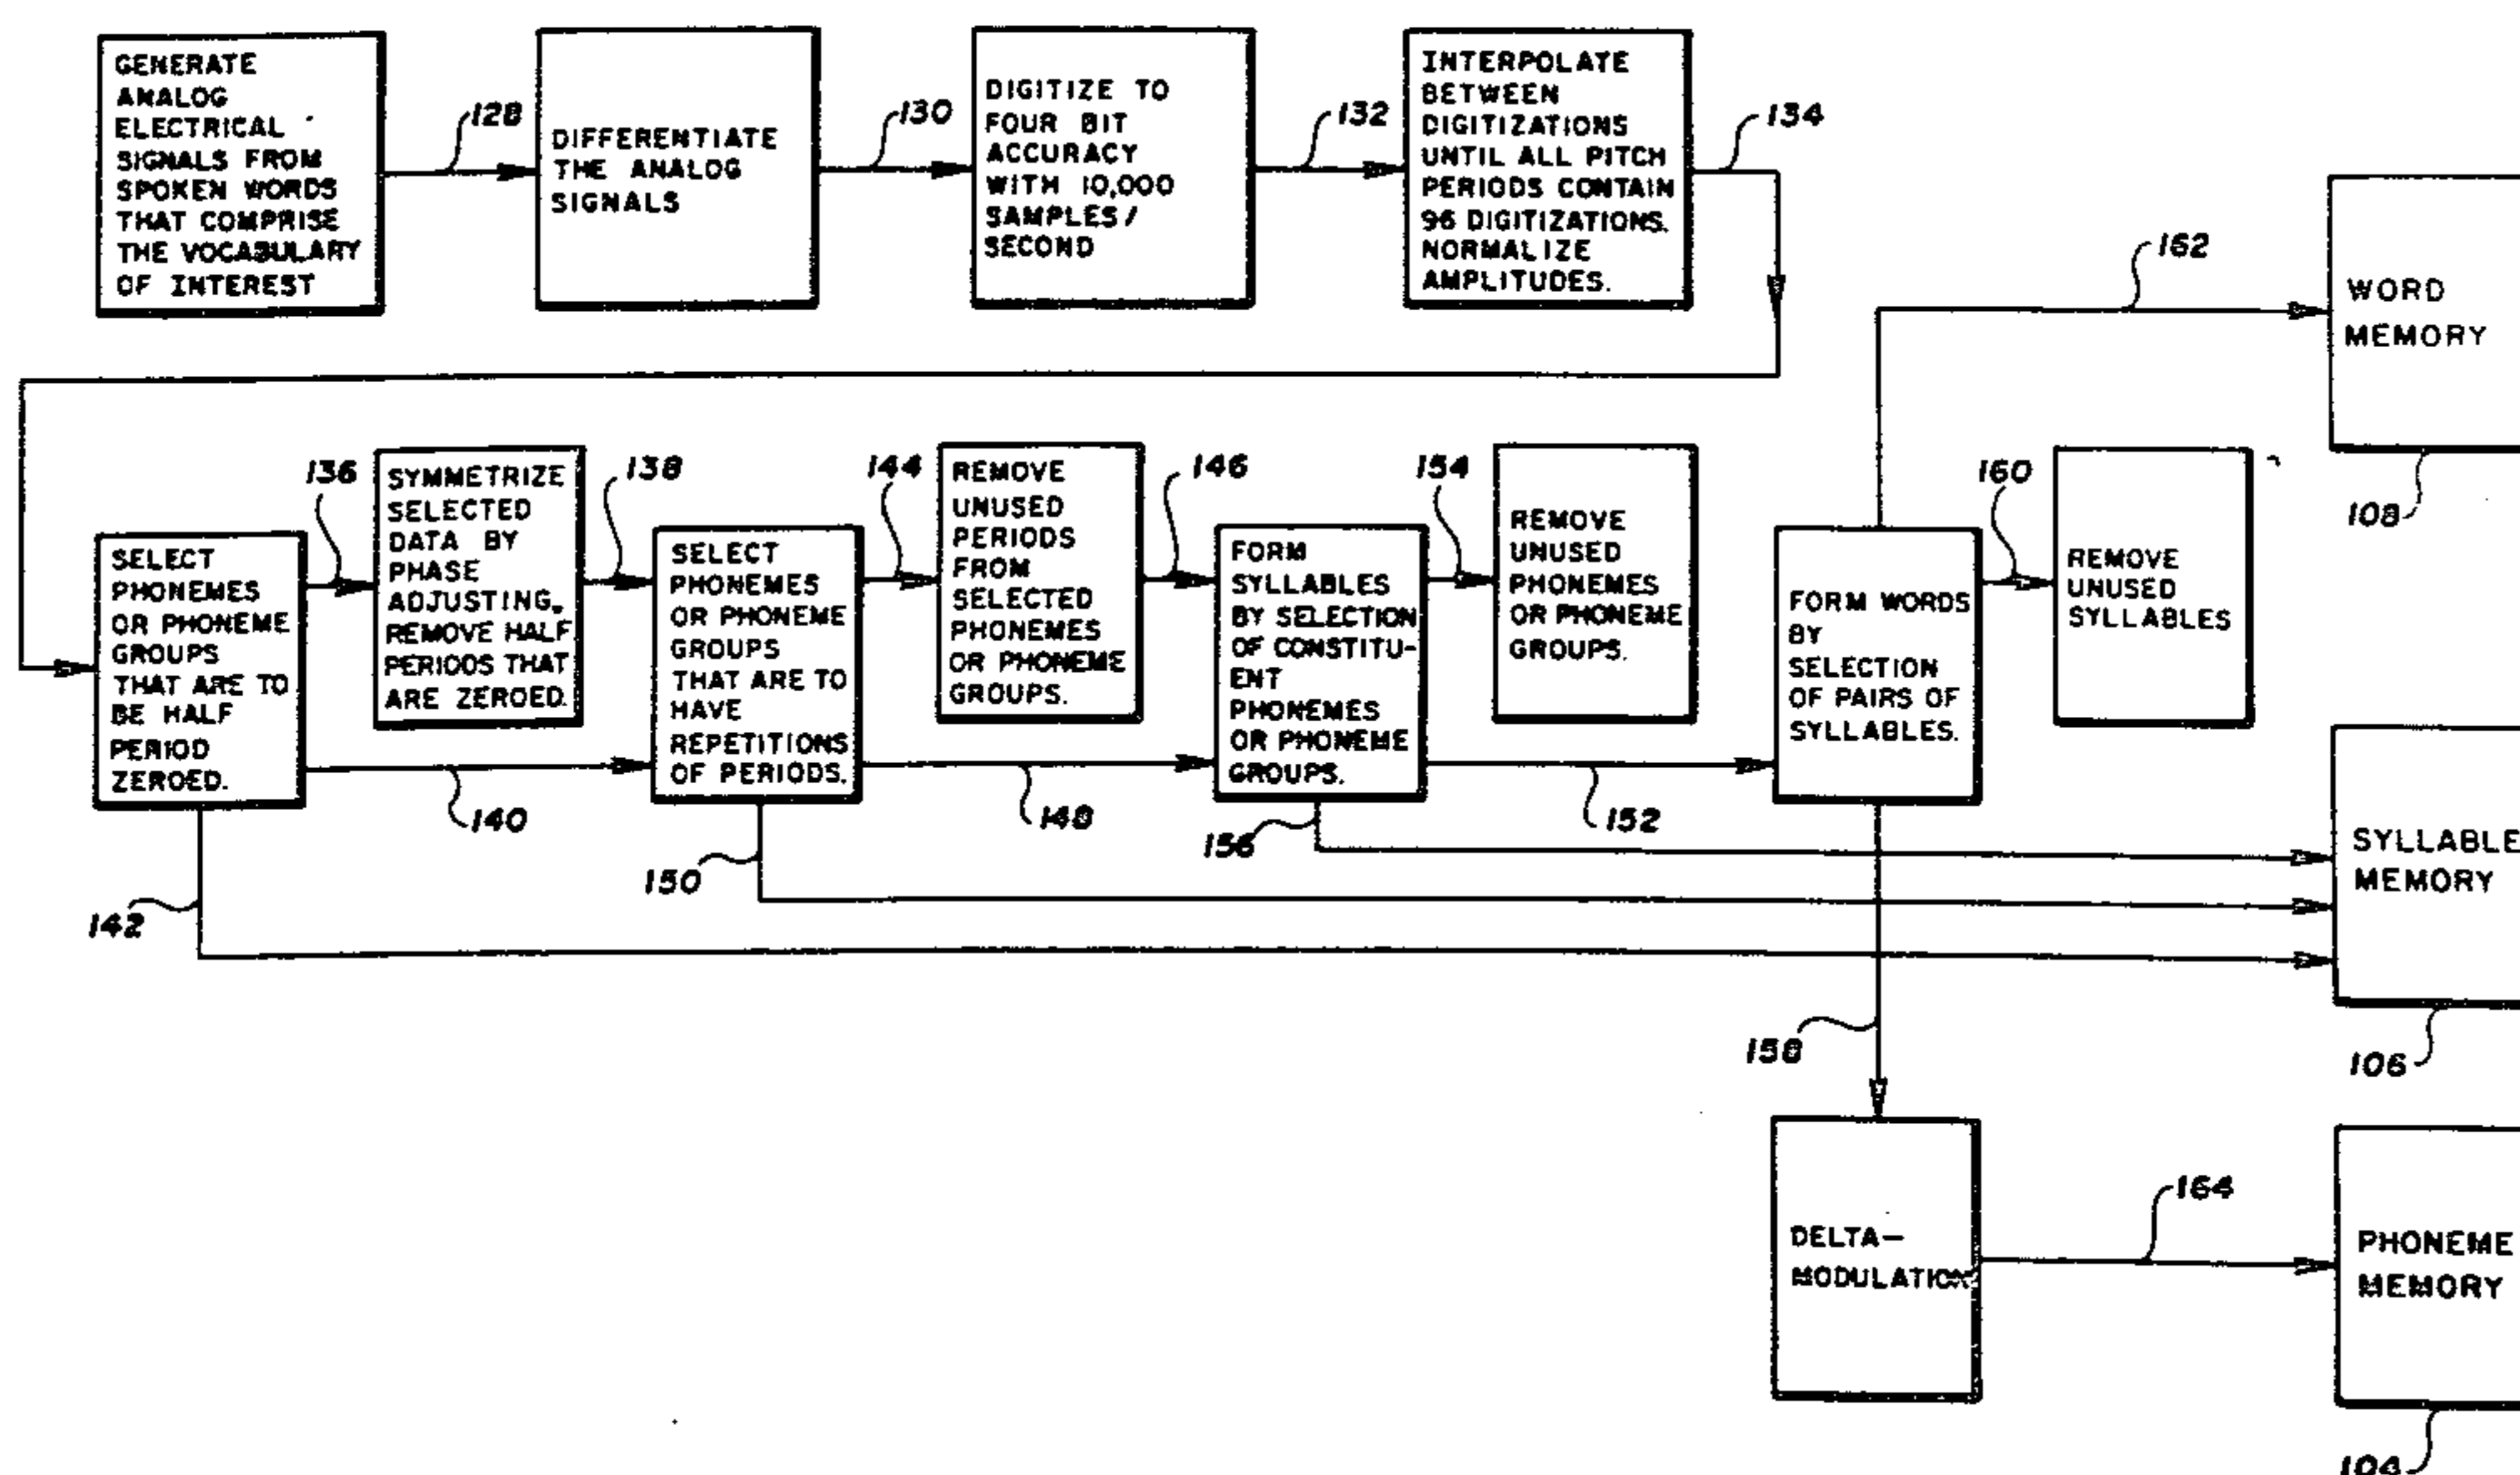 GENERATE
ANALOG
ELECTRICAL
SIGNALS FROM
SPOKEN WORDS
THAT COMPRISE
THE VOCABULARY
OF INTEREST
128
DIFFERENTIATE
THE ANALOG
SIGNALS
130
DIGITIZE TO
FOUR BIT
ACCURACY
WITH 10,000
SAMPLES/
SECOND
132
INTERPOLATE
BETWEEN
DIGITIZATIONS
UNTIL ALL PITCH
PERIODS CONTAIN
96 DIGITIZATIONS.
NORMALIZE
AMPLITUDES.
134
162
WORD
MEMORY
108
SELECT
PHONEMES
OR PHONEME
GROUPS
THAT ARE TO
BE HALF
PERIOD
ZEROED.
136
SYMMETRIZE
SELECTED
DATA BY
PHASE
ADJUSTING,
REMOVE HALF
PERIODS THAT
ARE ZEROED.
138
SELECT
PHONEMES
OR PHONEME
GROUPS
THAT ARE TO
HAVE
REPETITIONS
OF PERIODS.
144
REMOVE
UNUSED
PERIODS
FROM
SELECTED
PHONEMES
OR PHONEME
GROUPS.
146
FORM
SYLLABLES
BY SELECTION
OF CONSTITU-
ENT
PHONEMES
OR PHONEME
GROUPS.
154
REMOVE
UNUSED
PHONEMES
OR PHONEME
GROUPS.
FORM WORDS
BY
SELECTION
OF PAIRS OF
SYLLABLES.
160
REMOVE
UNUSED
SYLLABLES
140
148
152
142
150
156
SYLLABLE
MEMORY
106
158
DELTA-
MODULATION
164
PHONEME
MEMORY
104